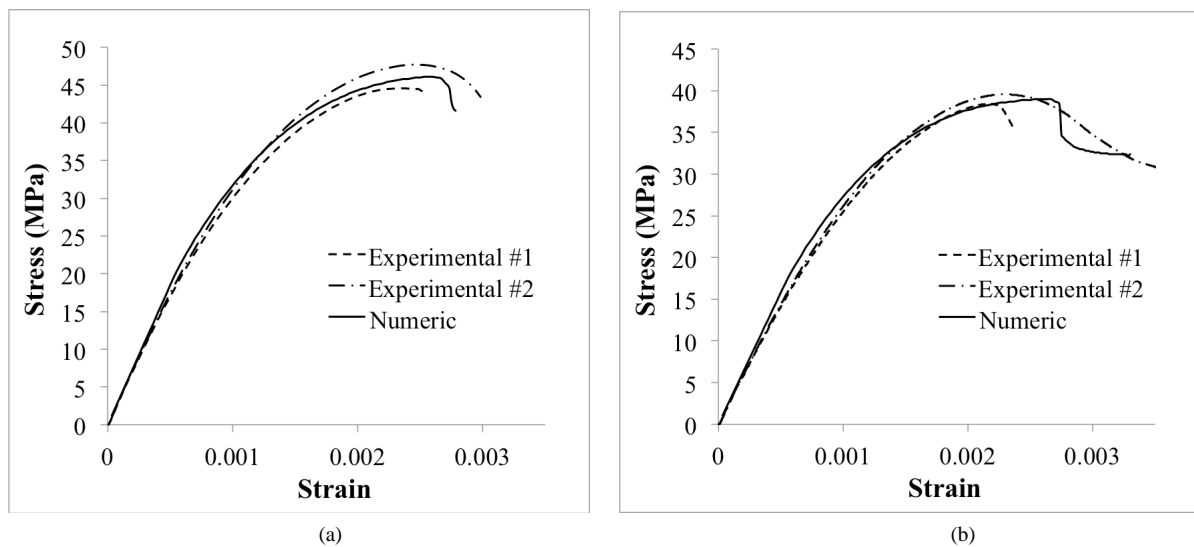 50
45
40
35
30
25
20
15
10
5
0
Stress (MPa)
Experimental #1
Experimental #2
Numeric
0 0.001 0.002 0.003
Strain
(a)
45
40
35
30
25
20
15
10
5
0
Stress (MPa)
Experimental #1
Experimental #2
Numeric
0 0.001 0.002 0.003
Strain
(b)